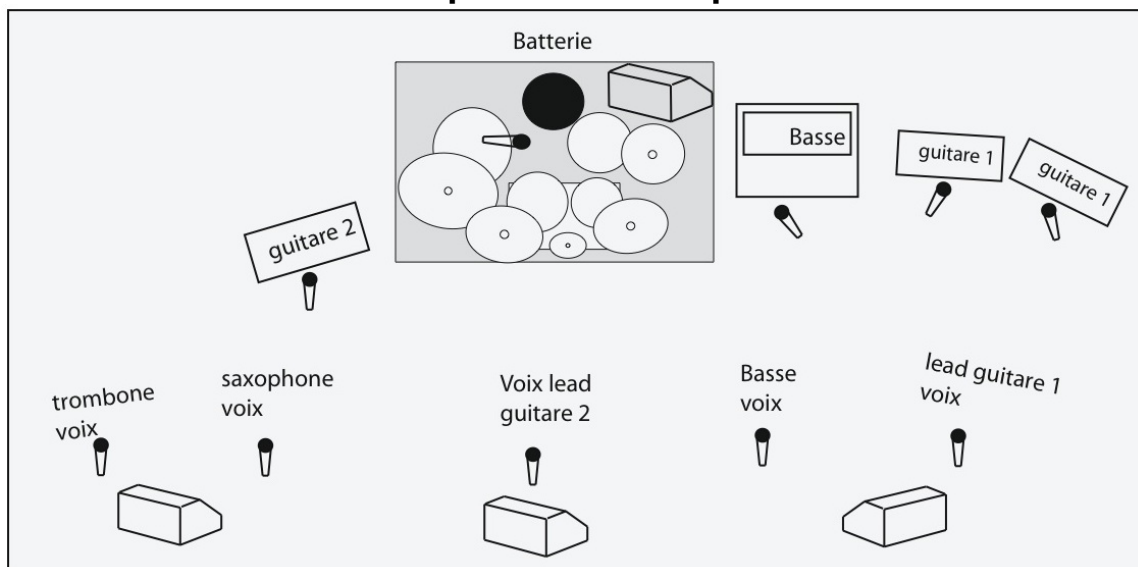 Batterie
Basse
guitare 1
guitare 1
guitare 2
trombone
voix
saxophone
voix
Voix lead
guitare 2
Basse
voix
lead guitare 1
voix